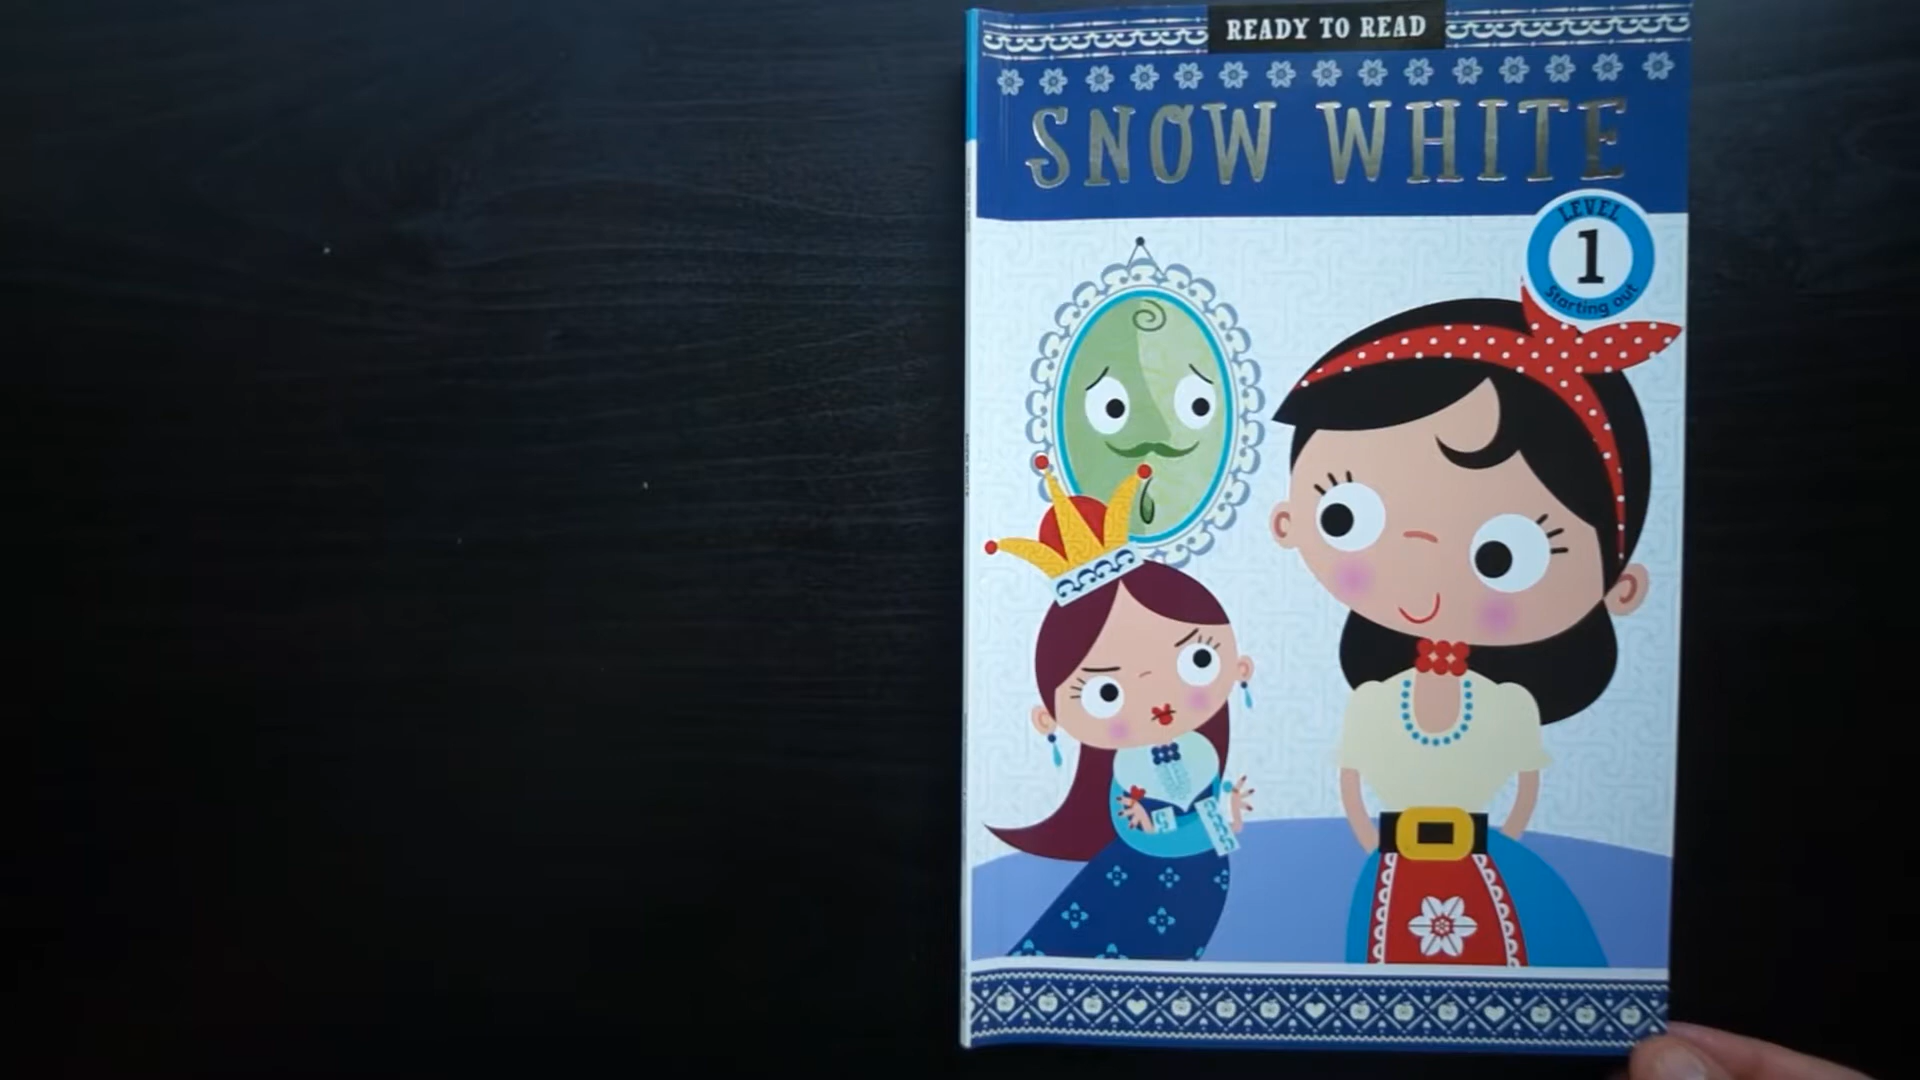 READY TO READ
SNOW WHITE
LEVEL
1
Starting out